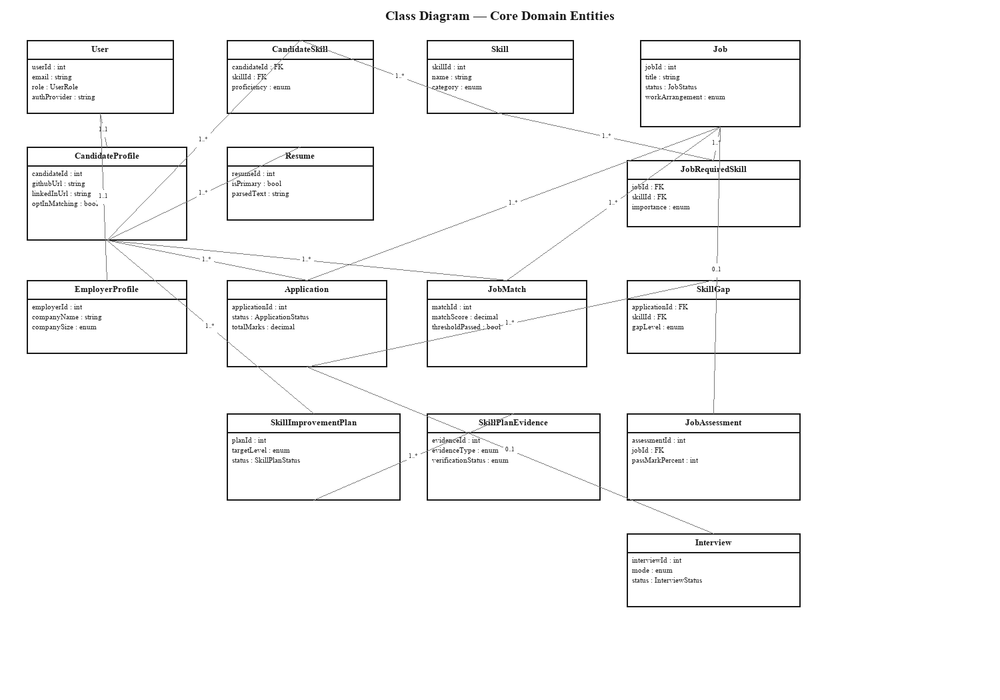 Class Diagram — Core Domain Entities
User
userId : int
email : string
role : UserRole
authProvider : string
CandidateSkill
candidateId : FK
skillId : FK
proficiency : enum
Skill
skillId : int
name : string
category : enum
Job
jobId : int
title : string
status : JobStatus
workArrangement : enum
1..*
1..1
1..*
1..*
1..*
CandidateProfile
candidateId : int
githubUrl : string
linkedInUrl : string
optInMatching : bool
1..1
Resume
resumeId : int
isPrimary : bool
parsedText : string
1..*
1..*
1..*
JobRequiredSkill
jobId : FK
skillId : FK
importance : enum
1..*
1..*
0..1
EmployerProfile
employerId : int
companyName : string
companySize : enum
1..*
Application
applicationId : int
status : ApplicationStatus
totalMarks : decimal
JobMatch
matchId : int
matchScore : decimal
thresholdPassed : bool
1..*
SkillGap
applicationId : FK
skillId : FK
gapLevel : enum
SkillImprovementPlan
planId : int
targetLevel : enum
status : SkillPlanStatus
1..*
SkillPlanEvidence
evidenceId : int
evidenceType : enum
verificationStatus : enum
0..1
JobAssessment
assessmentId : int
jobId : FK
passMarkPercent : int
Interview
interviewId : int
mode : enum
status : InterviewStatus